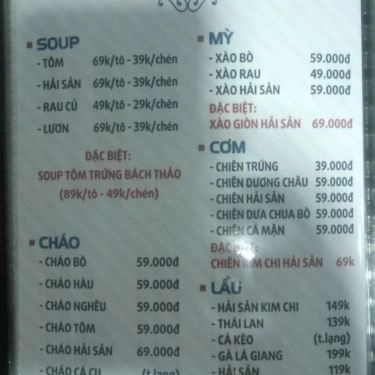 SOUP
- TÔM 69k/tô - 39k/chén
- HẢI SẢN 69k/tô - 39k/chén
- RAU CỦ 49k/tô - 29k/chén
- LƯƠN 69k/tô - 39k/chén
ĐẶC BIỆT:
SOUP TÔM TRỨNG BÁCH THẢO
(89k/tô - 49k/chén)
CHÁO
- CHÁO BÒ 59.000đ
- CHÁO HÀU 59.000đ
- CHÁO NGHÊU 59.000đ
- CHÁO TÔM 59.000đ
- CHÁO HẢI SẢN 69.000đ
- CHÁO CÁ CU (t.lạng)
MỲ
- XÀO BÒ 59.000đ
- XÀO RAU 49.000đ
- XÀO HẢI SẢN 59.000đ
ĐẶC BIỆT:
XÀO GIÒN HẢI SẢN 69.000đ
CƠM
- CHIÊN TRỨNG 39.000đ
- CHIÊN DƯƠNG CHÂU 59.000đ
- CHIÊN HẢI SẢN 59.000đ
- CHIÊN DƯA CHUA BÒ 59.000đ
- CHIÊN CÁ MẶN 59.000đ
ĐẶC BIỆT:
CHIÊN KIM CHI HẢI SẢN 69k
LẨU
- HẢI SẢN KIM CHI 149k
- THÁI LAN 139k
- CÁ KÈO (t.lạng)
- GÀ LÁ GIANG 199k
- HẢI SẢN 119k